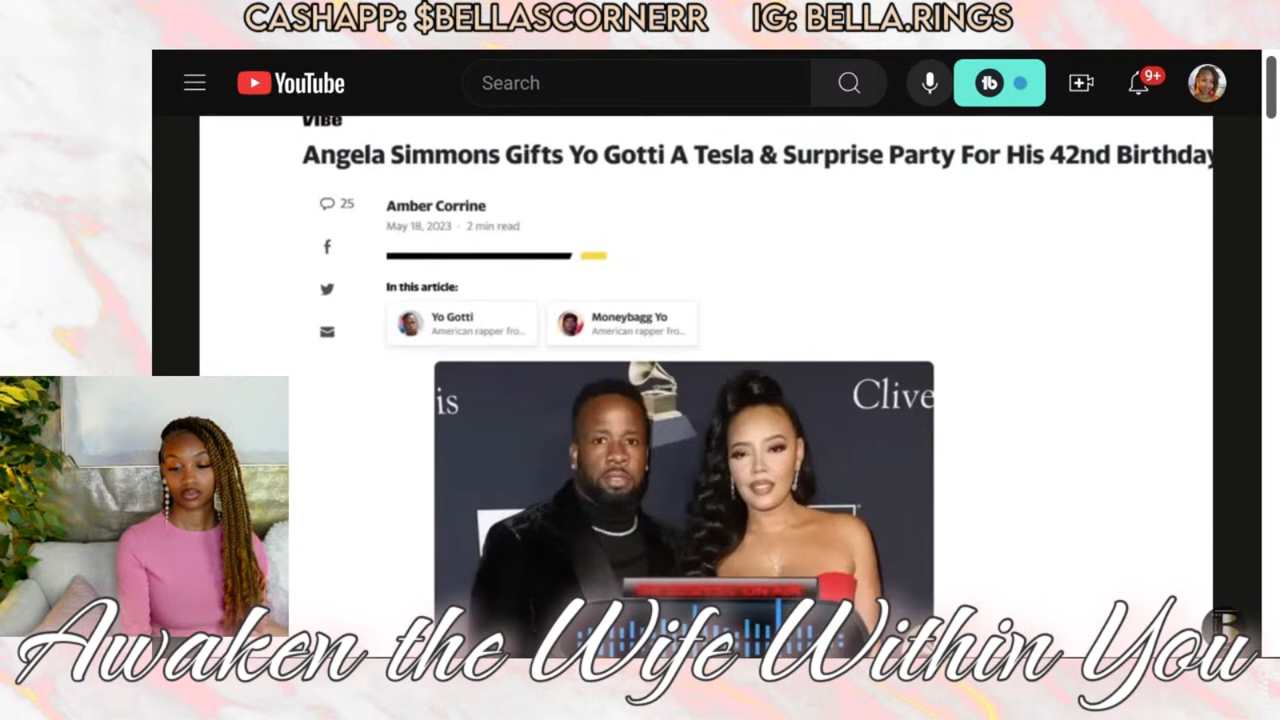 CASHAPP: $BELLASCORNERR IG: BELLA.RINGS
YouTube
Search
9+
VIBE
Angela Simmons Gifts Yo Gotti A Tesla & Surprise Party For His 42nd Birthday
25
Amber Corrine
May 18, 2023 · 2 min read
In this article:
Yo Gotti
American rapper fro...
Moneybagg Yo
American rapper fro...
is
Clive
Awaken the Wife Within You